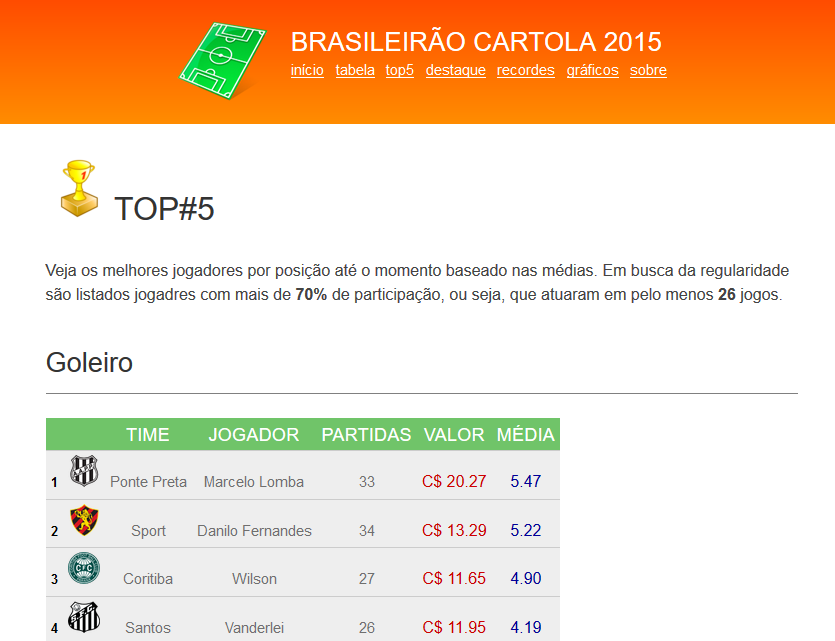 BRASILEIRÃO CARTOLA 2015
início tabela top5 destaque recordes gráficos sobre
TOP#5
Veja os melhores jogadores por posição até o momento baseado nas médias. Em busca da regularidade
são listados jogadres com mais de 70% de participação, ou seja, que atuaram em pelo menos 26 jogos.
Goleiro
TIME JOGADOR PARTIDAS VALOR MÉDIA
1 Ponte Preta Marcelo Lomba 33 C$ 20.27 5.47
2 Sport Danilo Fernandes 34 C$ 13.29 5.22
3 Coritiba Wilson 27 C$ 11.65 4.90
4 Santos Vanderlei 26 C$ 11.95 4.19